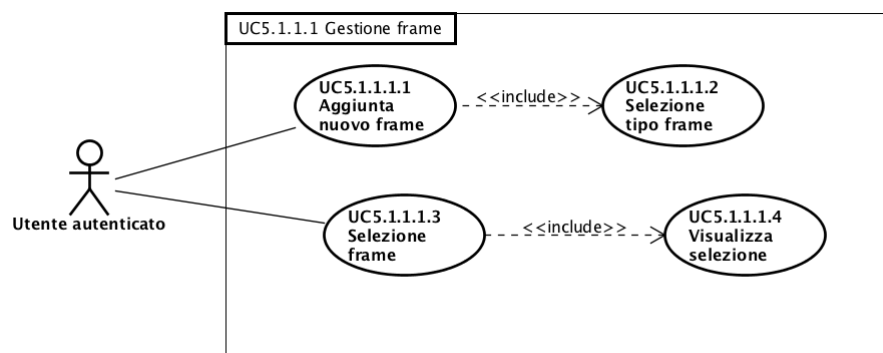 UC5.1.1.1 Gestione frame
UC5.1.1.1.1
Aggiunta
nuovo frame
<<include>>
UC5.1.1.1.2
Selezione
tipo frame
Utente autenticato
UC5.1.1.1.3
Selezione
frame
<<include>>
UC5.1.1.1.4
Visualizza
selezione